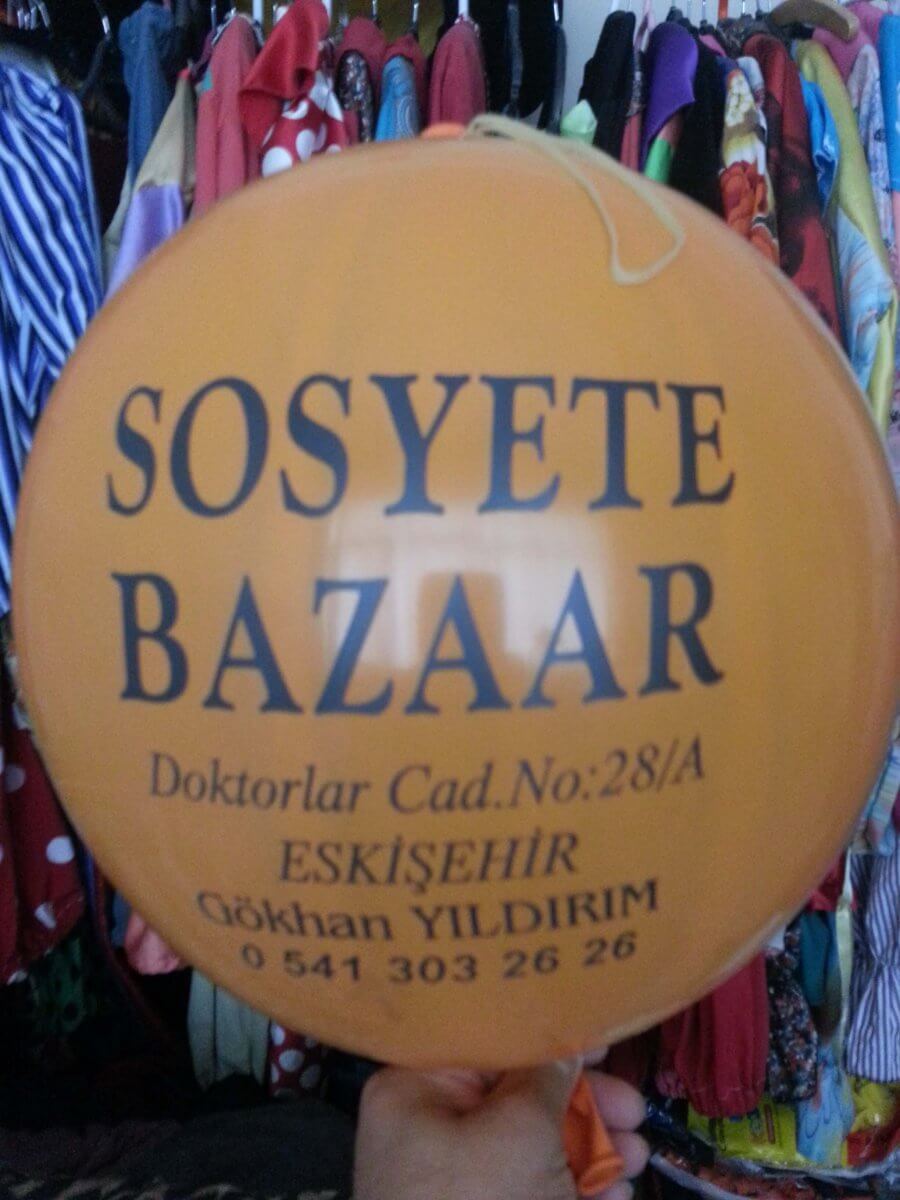 SOSYETE
BAZAAR
Doktorlar Cad.No:28/A
ESKİŞEHİR
Gökhan YILDIRIM
0 541 303 26 26